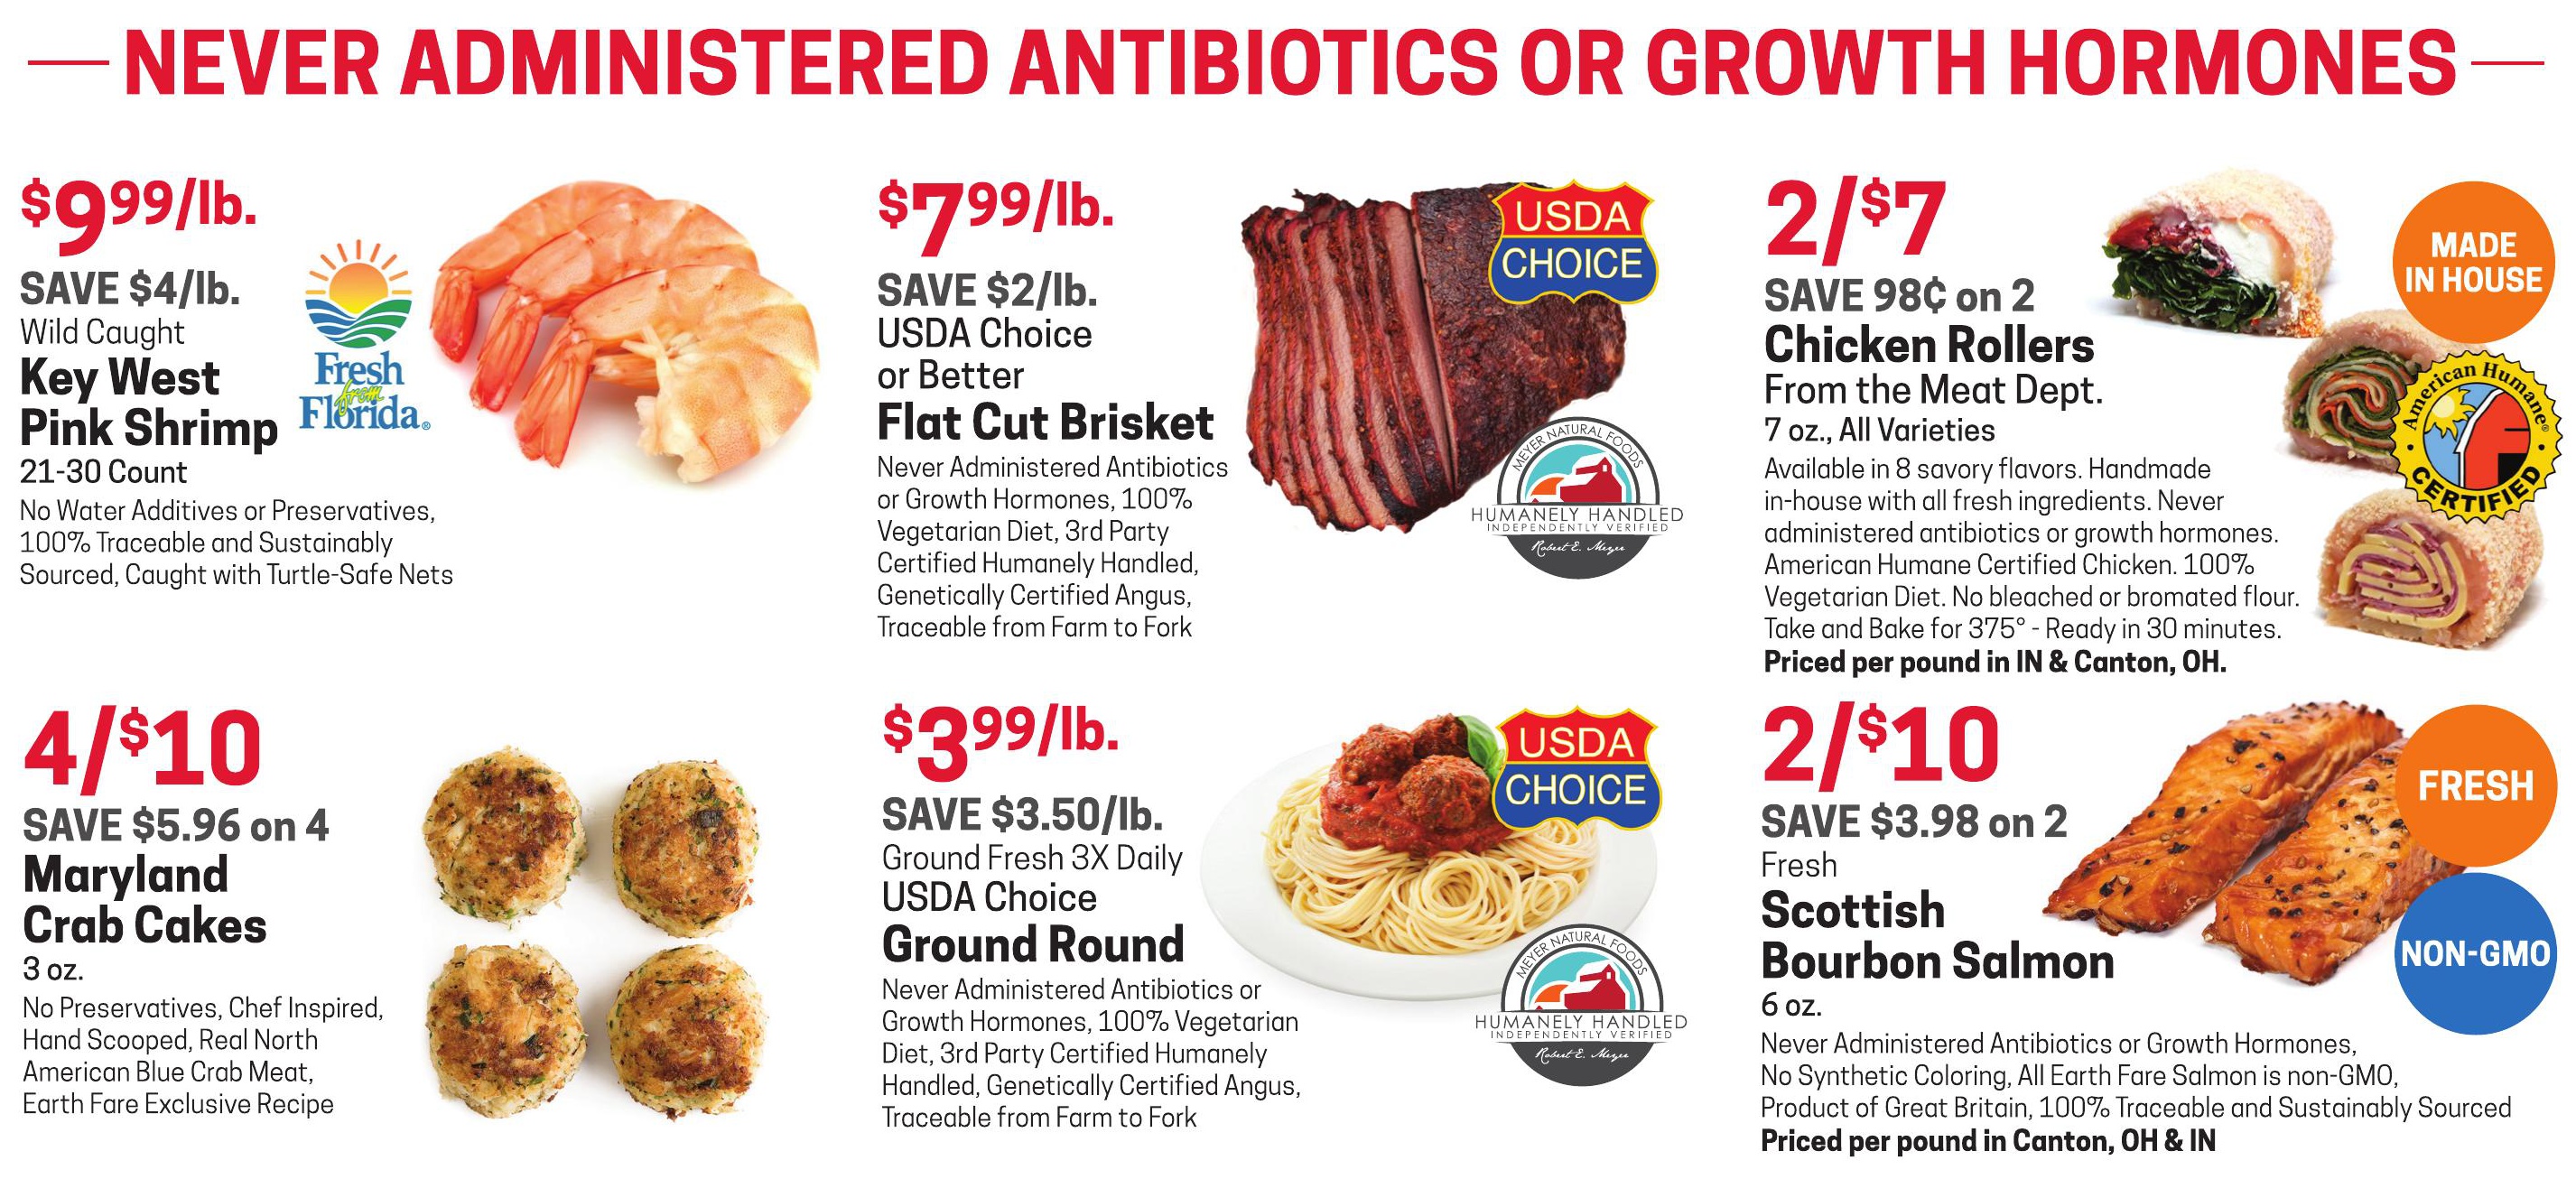 NEVER ADMINISTERED ANTIBIOTICS OR GROWTH HORMONES
$9 99/lb.
SAVE $4/lb.
Wild Caught
Key West
Pink Shrimp
21-30 Count
No Water Additives or Preservatives,
100% Traceable and Sustainably
Sourced, Caught with Turtle-Safe Nets
Fresh
from
Florida®
$7 99/lb.
SAVE $2/lb.
USDA Choice
or Better
Flat Cut Brisket
Never Administered Antibiotics
or Growth Hormones, 100%
Vegetarian Diet, 3rd Party
Certified Humanely Handled,
Genetically Certified Angus,
Traceable from Farm to Fork
USDA
CHOICE
MEYER NATURAL FOODS
HUMANELY HANDLED
INDEPENDENTLY VERIFIED
Robert E. Meyer
2/$7
SAVE 98¢ on 2
Chicken Rollers
From the Meat Dept.
7 oz., All Varieties
Available in 8 savory flavors. Handmade
in-house with all fresh ingredients. Never
administered antibiotics or growth hormones.
American Humane Certified Chicken. 100%
Vegetarian Diet. No bleached or bromated flour.
Take and Bake for 375° - Ready in 30 minutes.
Priced per pound in IN & Canton, OH.
MADE
IN HOUSE
American Humane®
CERTIFIED
4/$10
SAVE $5.96 on 4
Maryland
Crab Cakes
3 oz.
No Preservatives, Chef Inspired,
Hand Scooped, Real North
American Blue Crab Meat,
Earth Fare Exclusive Recipe
$3 99/lb.
SAVE $3.50/lb.
Ground Fresh 3X Daily
USDA Choice
Ground Round
Never Administered Antibiotics or
Growth Hormones, 100% Vegetarian
Diet, 3rd Party Certified Humanely
Handled, Genetically Certified Angus,
Traceable from Farm to Fork
USDA
CHOICE
MEYER NATURAL FOODS
HUMANELY HANDLED
INDEPENDENTLY VERIFIED
Robert E. Meyer
2/$10
SAVE $3.98 on 2
Fresh
Scottish
Bourbon Salmon
6 oz.
Never Administered Antibiotics or Growth Hormones,
No Synthetic Coloring, All Earth Fare Salmon is non-GMO,
Product of Great Britain, 100% Traceable and Sustainably Sourced
Priced per pound in Canton, OH & IN
FRESH
NON-GMO